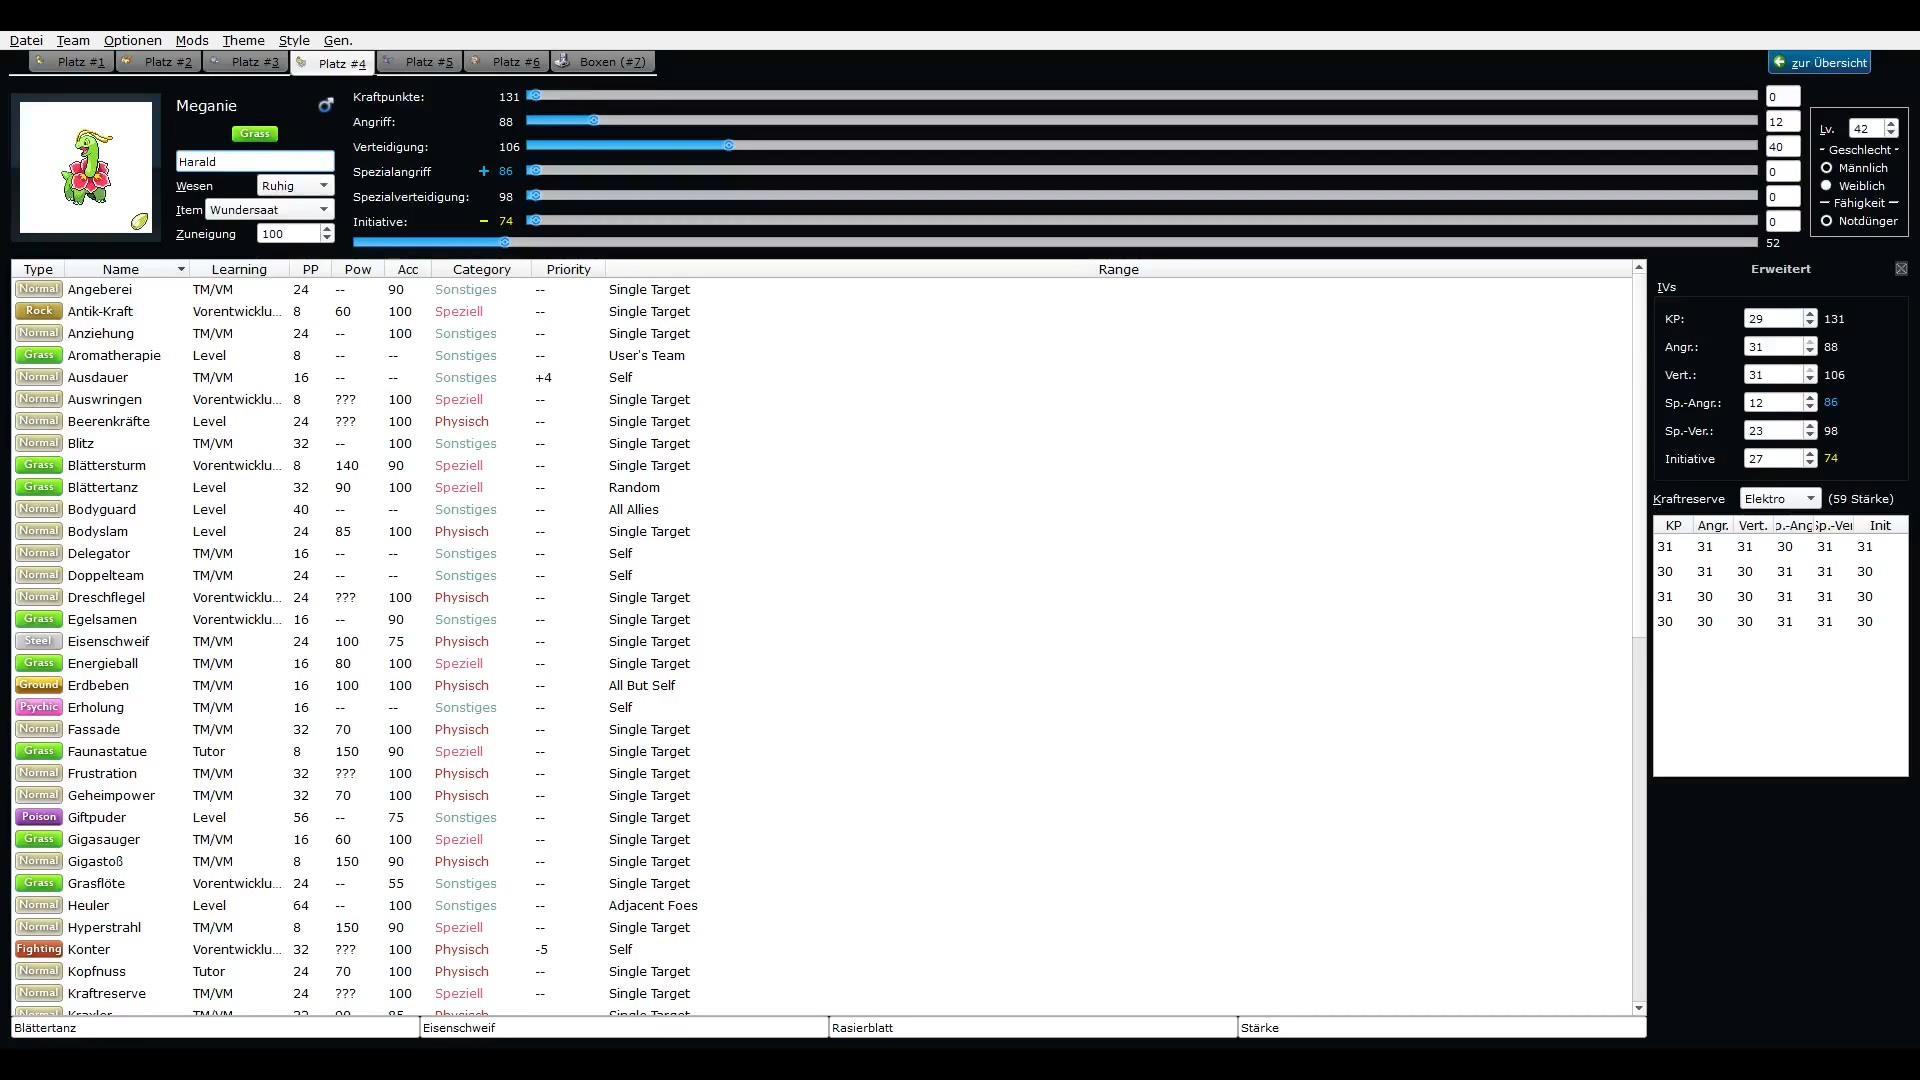 Datei Team Optionen Mods Theme Style Gen.
Platz #1 Platz #2 Platz #3 Platz #4 Platz #5 Platz #6 Boxen (#7) zur Übersicht
Meganie
Grass
Harald
Wesen Ruhig
Item Wundersaat
Zuneigung 100
Kraftpunkte: 131 0
Angriff: 88 12
Verteidigung: 106 40
Spezialangriff + 86 0
Spezialverteidigung: 98 0
Initiative: − 74 0
52
Lv. 42
- Geschlecht -
Männlich
Weiblich
— Fähigkeit —
Notdünger
Type Name Learning PP Pow Acc Category Priority Range
Normal Angeberei TM/VM 24 -- 90 Sonstiges -- Single Target
Rock Antik-Kraft Vorentwicklu... 8 60 100 Speziell -- Single Target
Normal Anziehung TM/VM 24 -- 100 Sonstiges -- Single Target
Grass Aromatherapie Level 8 -- -- Sonstiges -- User's Team
Normal Ausdauer TM/VM 16 -- -- Sonstiges +4 Self
Normal Auswringen Vorentwicklu... 8 ??? 100 Speziell -- Single Target
Normal Beerenkräfte Level 24 ??? 100 Physisch -- Single Target
Normal Blitz TM/VM 32 -- 100 Sonstiges -- Single Target
Grass Blättersturm Vorentwicklu... 8 140 90 Speziell -- Single Target
Grass Blättertanz Level 32 90 100 Speziell -- Random
Normal Bodyguard Level 40 -- -- Sonstiges -- All Allies
Normal Bodyslam Level 24 85 100 Physisch -- Single Target
Normal Delegator TM/VM 16 -- -- Sonstiges -- Self
Normal Doppelteam TM/VM 24 -- -- Sonstiges -- Self
Normal Dreschflegel Vorentwicklu... 24 ??? 100 Physisch -- Single Target
Grass Egelsamen Vorentwicklu... 16 -- 90 Sonstiges -- Single Target
Steel Eisenschweif TM/VM 24 100 75 Physisch -- Single Target
Grass Energieball TM/VM 16 80 100 Speziell -- Single Target
Ground Erdbeben TM/VM 16 100 100 Physisch -- All But Self
Psychic Erholung TM/VM 16 -- -- Sonstiges -- Self
Normal Fassade TM/VM 32 70 100 Physisch -- Single Target
Grass Faunastatue Tutor 8 150 90 Speziell -- Single Target
Normal Frustration TM/VM 32 ??? 100 Physisch -- Single Target
Normal Geheimpower TM/VM 32 70 100 Physisch -- Single Target
Poison Giftpuder Level 56 -- 75 Sonstiges -- Single Target
Grass Gigasauger TM/VM 16 60 100 Speziell -- Single Target
Normal Gigastoß TM/VM 8 150 90 Physisch -- Single Target
Grass Grasflöte Vorentwicklu... 24 -- 55 Sonstiges -- Single Target
Normal Heuler Level 64 -- 100 Sonstiges -- Adjacent Foes
Normal Hyperstrahl TM/VM 8 150 90 Speziell -- Single Target
Fighting Konter Vorentwicklu... 32 ??? 100 Physisch -5 Self
Normal Kopfnuss Tutor 24 70 100 Physisch -- Single Target
Normal Kraftreserve TM/VM 24 ??? 100 Speziell -- Single Target
Normal Kraxler TM/VM 32 90 85 Physisch -- Single Target
Blättertanz Eisenschweif Rasierblatt Stärke
Erweitert
IVs
KP: 29 131
Angr.: 31 88
Vert.: 31 106
Sp.-Angr.: 12 86
Sp.-Ver.: 23 98
Initiative 27 74
Kraftreserve Elektro (59 Stärke)
KP Angr. Vert. Init
31 31 31 30 31 31
30 31 30 31 31 30
31 30 30 31 31 30
30 30 30 31 31 30